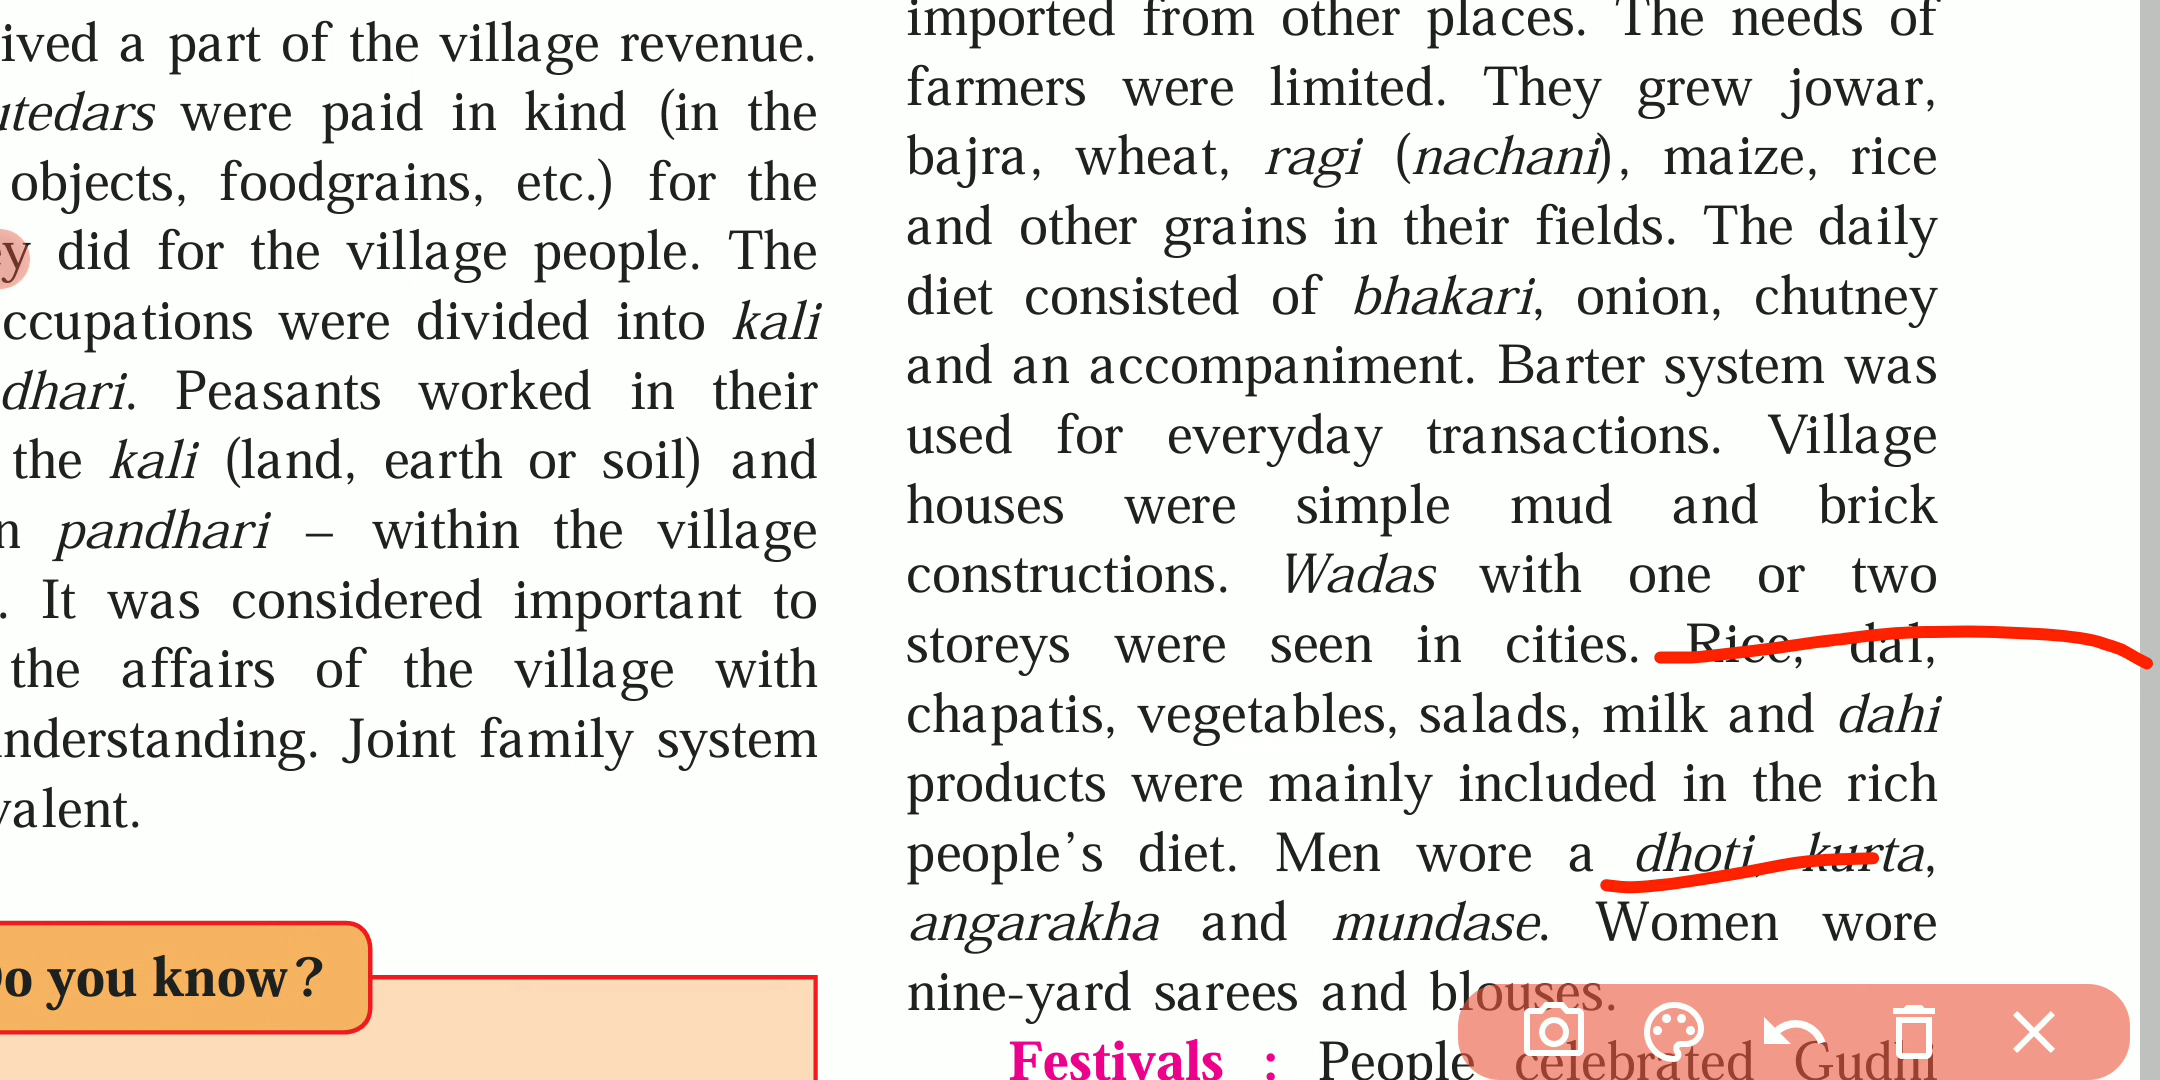 ived a part of the village revenue.
utedars were paid in kind (in the
objects, foodgrains, etc.) for the
ey did for the village people. The
ccupations were divided into kali
dhari. Peasants worked in their
the kali (land, earth or soil) and
n pandhari – within the village
. It was considered important to
the affairs of the village with
nderstanding. Joint family system
valent.
Do you know?
imported from other places. The needs of
farmers were limited. They grew jowar,
bajra, wheat, ragi (nachani), maize, rice
and other grains in their fields. The daily
diet consisted of bhakari, onion, chutney
and an accompaniment. Barter system was
used for everyday transactions. Village
houses were simple mud and brick
constructions. Wadas with one or two
storeys were seen in cities. Rice, dal,
chapatis, vegetables, salads, milk and dahi
products were mainly included in the rich
people’s diet. Men wore a dhoti, kurta,
angarakha and mundase. Women wore
nine-yard sarees and blouses.
Festivals : People celebrated Gudhi